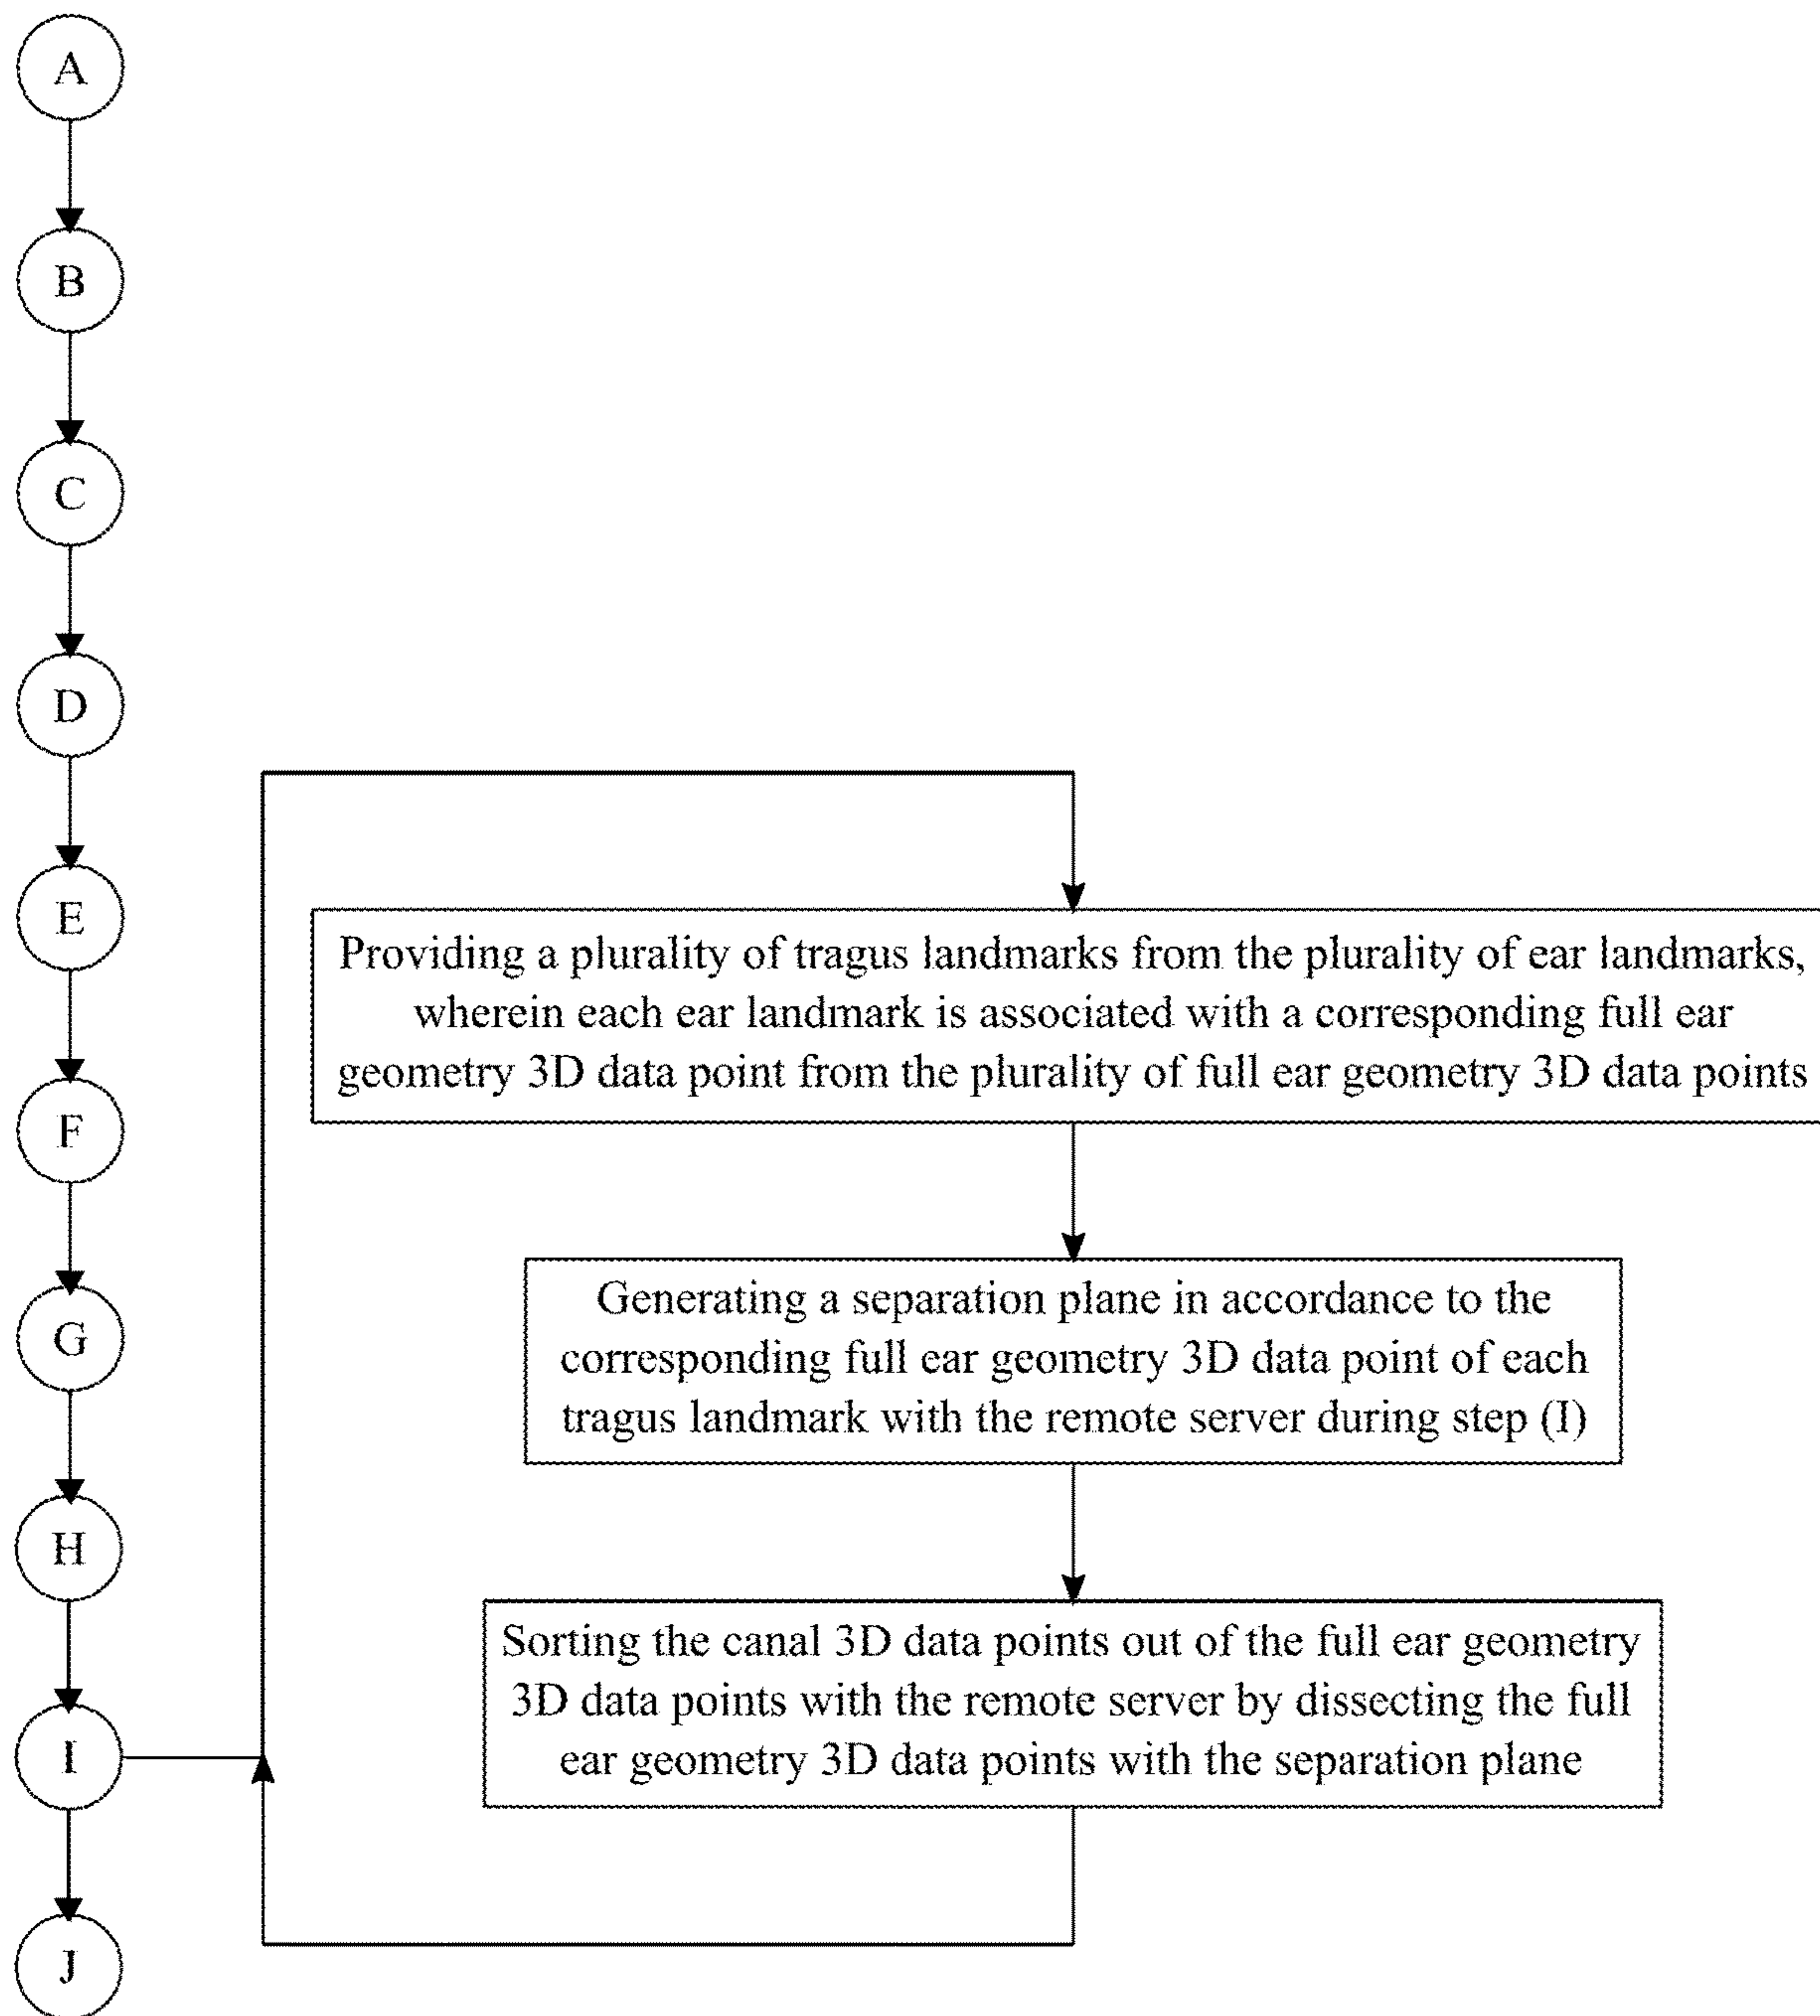 A
B
C
D
E
Providing a plurality of tragus landmarks from the plurality of ear landmarks,
wherein each ear landmark is associated with a corresponding full ear
geometry 3D data point from the plurality of full ear geometry 3D data points
F
Generating a separation plane in accordance to the
corresponding full ear geometry 3D data point of each
tragus landmark with the remote server during step (I)
G
H
Sorting the canal 3D data points out of the full ear geometry
3D data points with the remote server by dissecting the full
ear geometry 3D data points with the separation plane
I
J